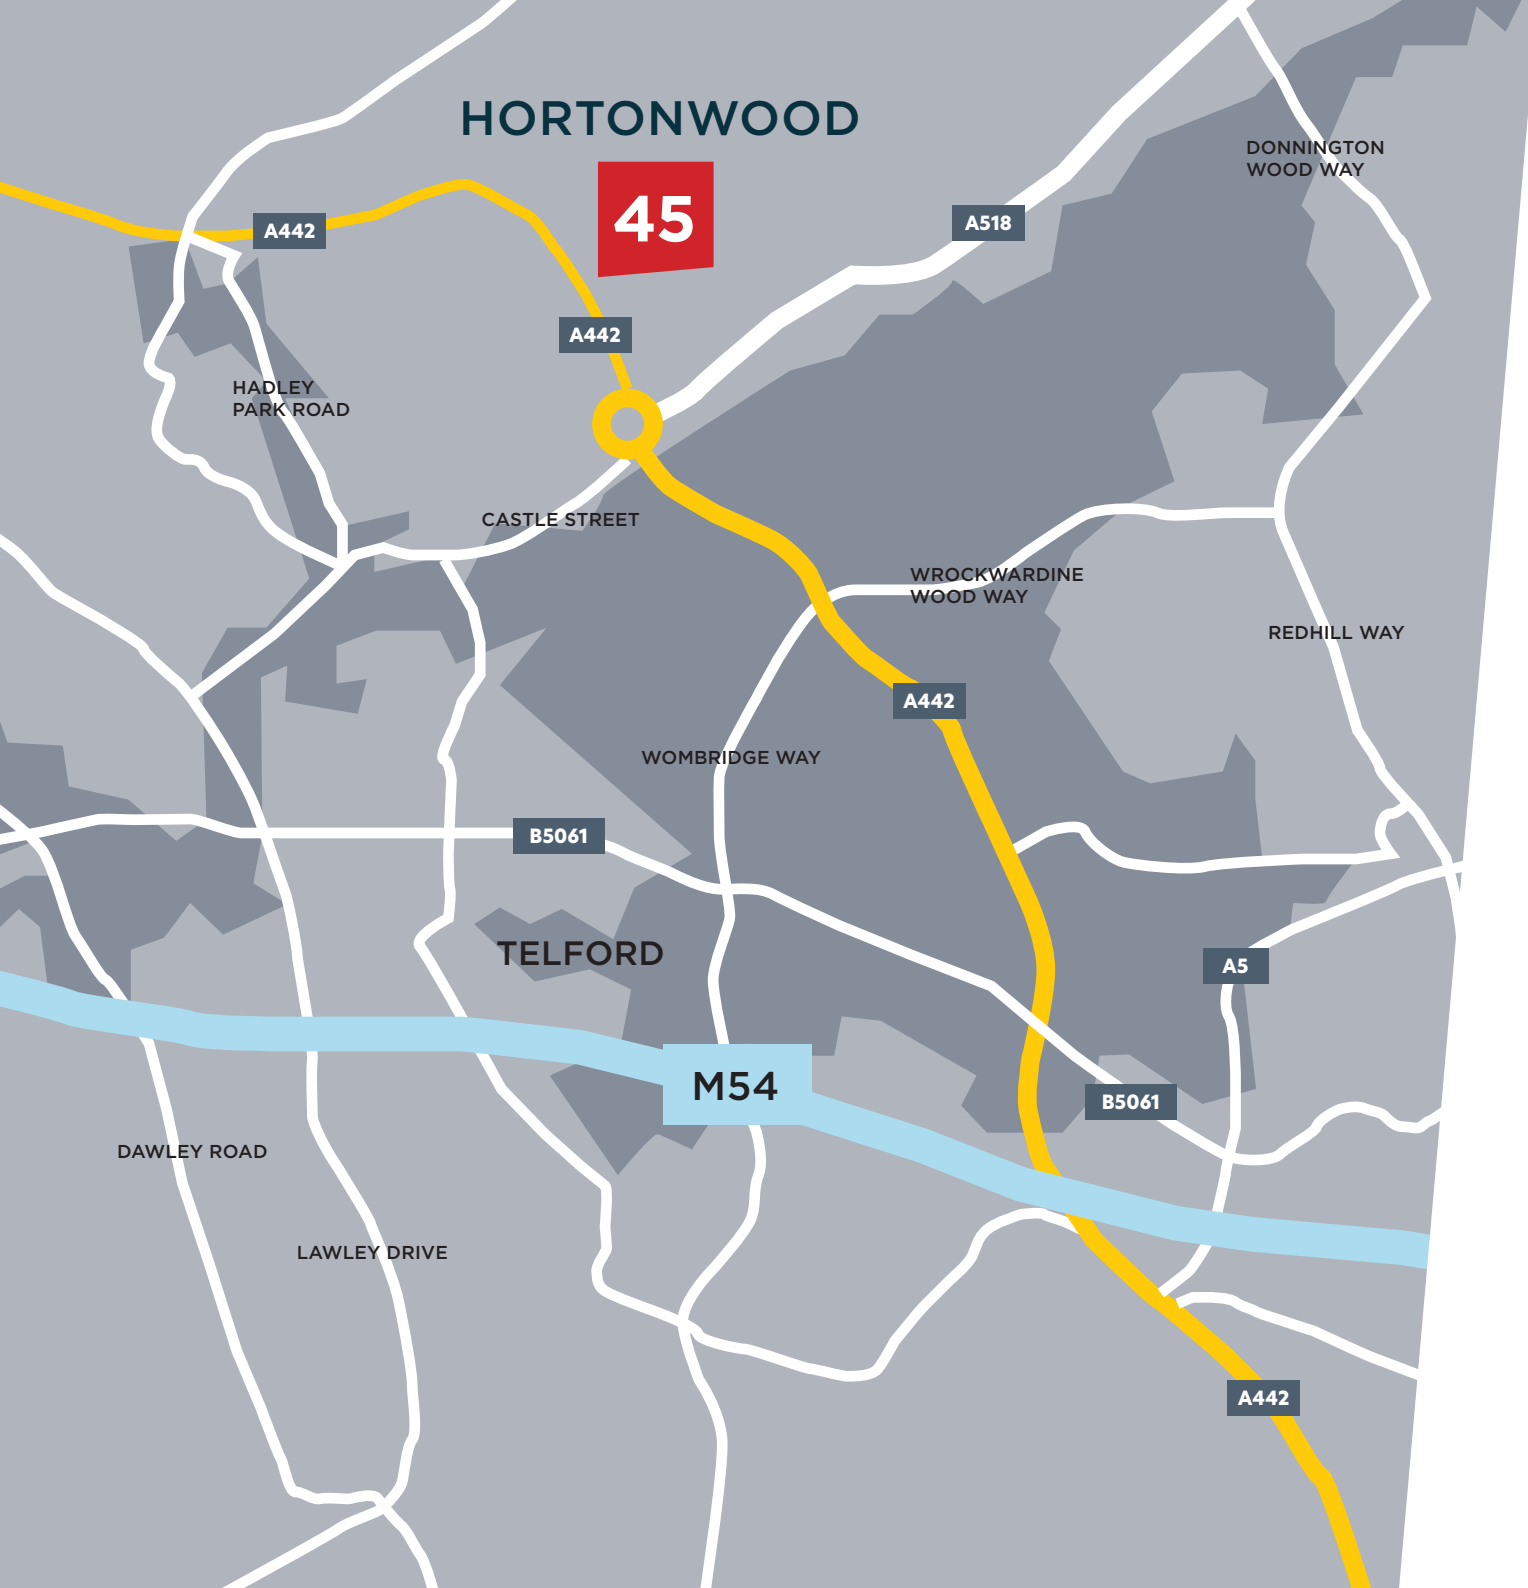 HORTONWOOD
DONNINGTON
WOOD WAY
45
A518
A442
A442
HADLEY
PARK ROAD
CASTLE STREET
WROCKWARDINE
WOOD WAY
REDHILL WAY
A442
WOMBRIDGE WAY
B5061
TELFORD
A5
M54
B5061
DAWLEY ROAD
LAWLEY DRIVE
A442